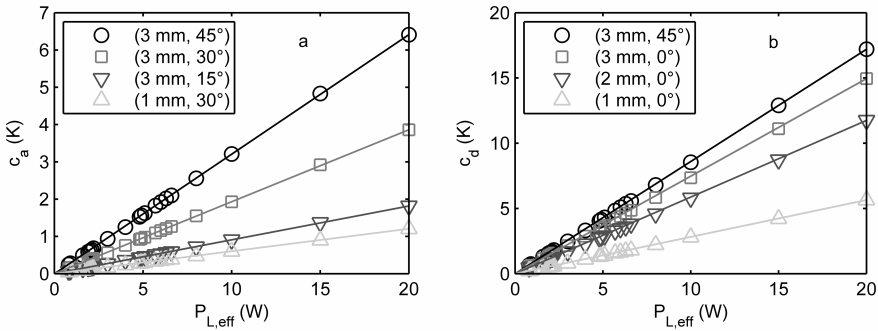 7
6
5
4
3
2
1
0
c_a (K)
(3 mm, 45°)
(3 mm, 30°)
(3 mm, 15°)
(1 mm, 30°)
a
0 5 10 15 20
P_L,eff (W)
20
15
10
5
0
c_d (K)
(3 mm, 45°)
(3 mm, 0°)
(2 mm, 0°)
(1 mm, 0°)
b
0 5 10 15 20
P_L,eff (W)